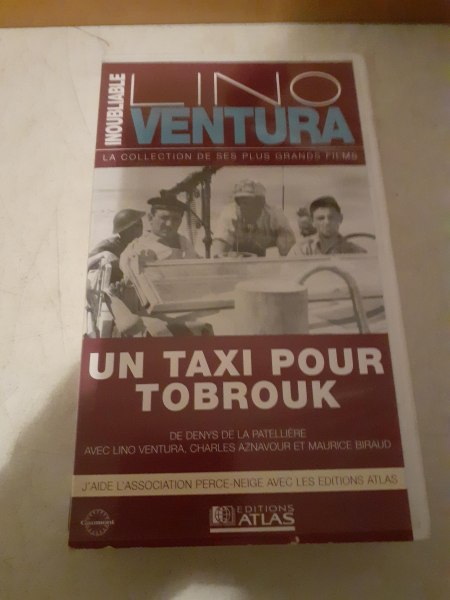 INOUBLIABLE
LINO
VENTURA
LA COLLECTION DE SES PLUS GRANDS FILMS
UN TAXI POUR
TOBROUK
DE DENYS DE LA PATELLIÈRE
AVEC LINO VENTURA, CHARLES AZNAVOUR ET MAURICE BIRAUD
J'AIDE L'ASSOCIATION PERCE-NEIGE AVEC LES EDITIONS ATLAS
Gaumont
EDITIONS
ATLAS